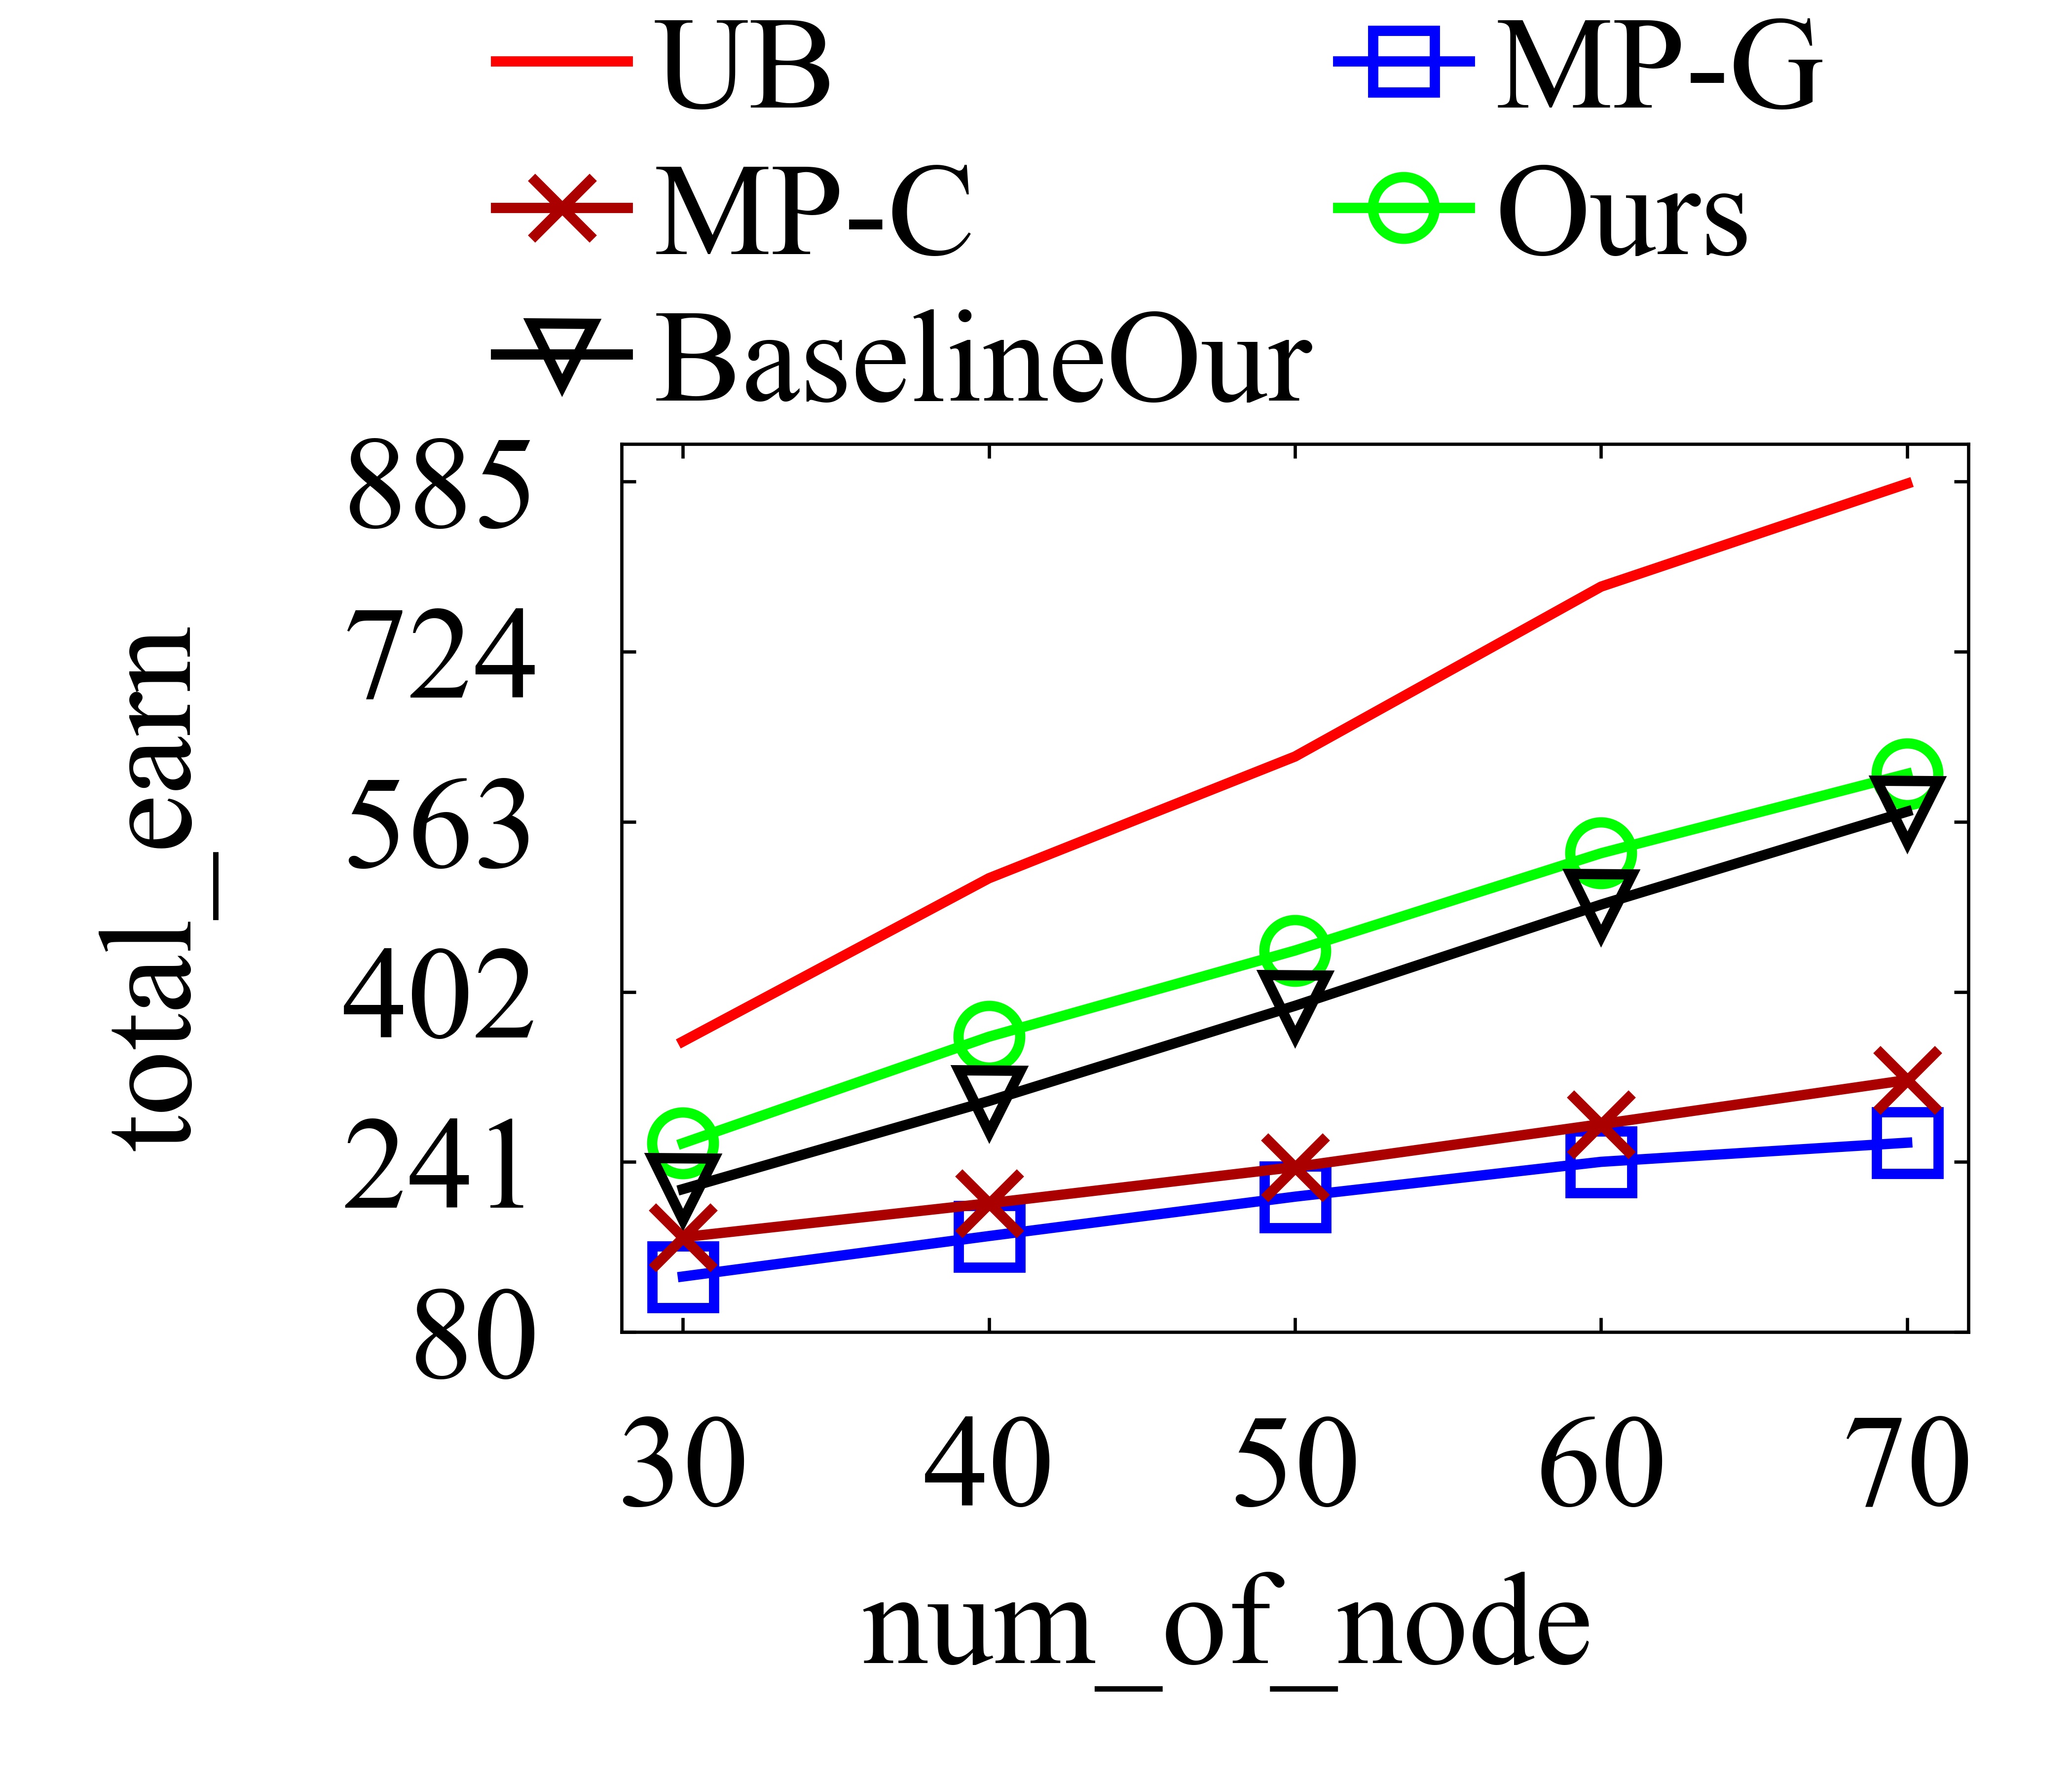 UB MP-G
MP-C Ours
BaselineOur
885
724
563
402
241
80
total_earn
30 40 50 60 70
num_of_node